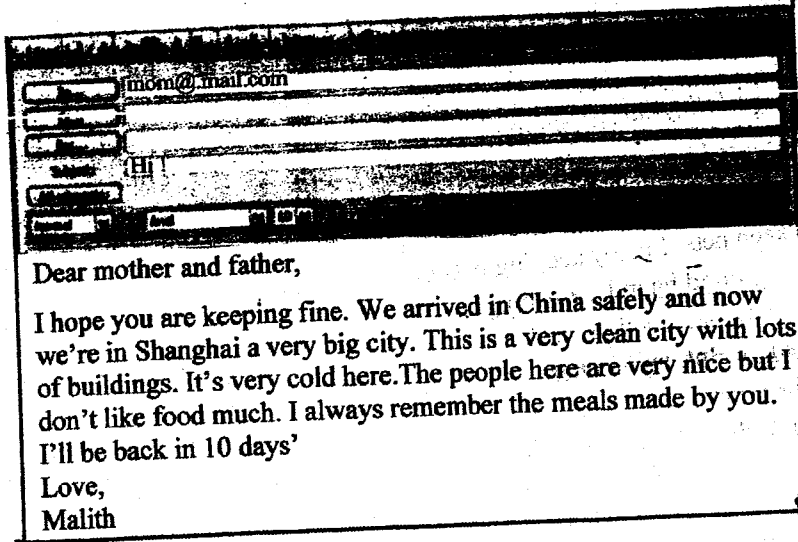 mom@.mail.com
Hi !
Dear mother and father,
I hope you are keeping fine. We arrived in China safely and now
we're in Shanghai a very big city. This is a very clean city with lots
of buildings. It's very cold here.The people here are very nice but I
don't like food much. I always remember the meals made by you.
I'll be back in 10 days'
Love,
Malith